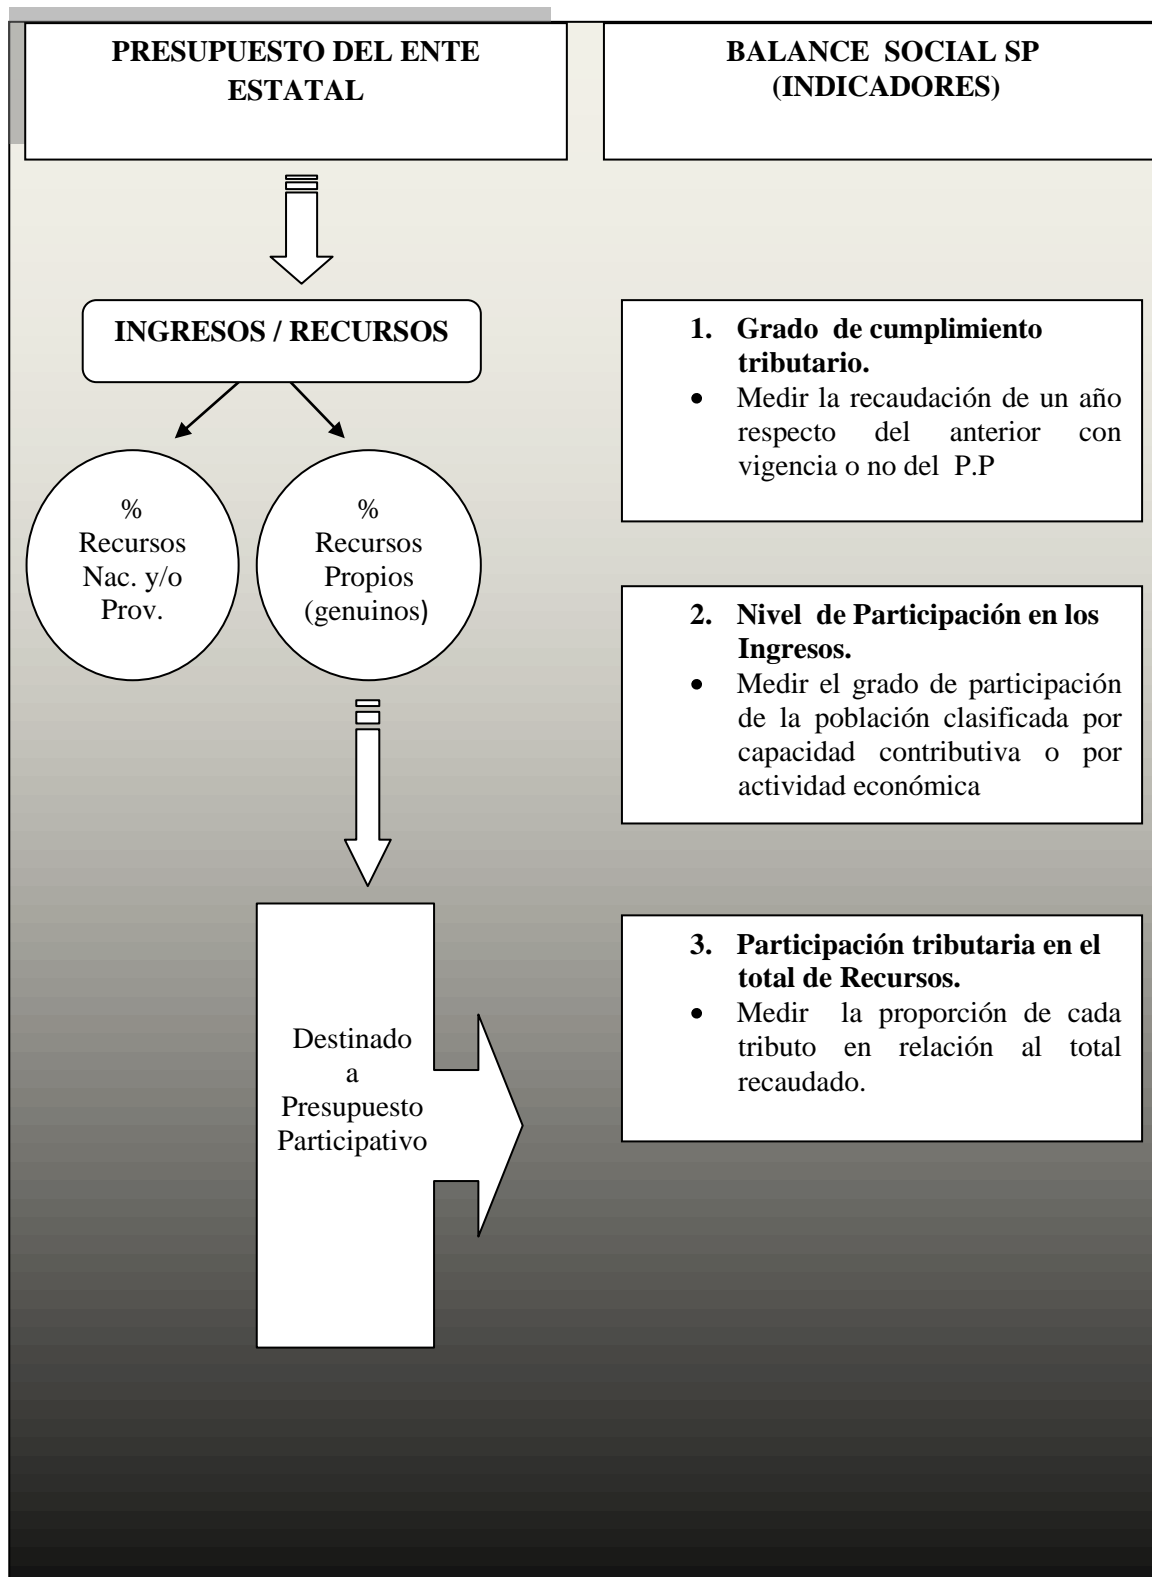 PRESUPUESTO DEL ENTE
ESTATAL
BALANCE SOCIAL SP
(INDICADORES)
INGRESOS / RECURSOS
%
Recursos
Nac. y/o
Prov.
%
Recursos
Propios
(genuinos)
Destinado
a
Presupuesto
Participativo
1. Grado de cumplimiento
tributario.
• Medir la recaudación de un año
respecto del anterior con
vigencia o no del P.P
2. Nivel de Participación en los
Ingresos.
• Medir el grado de participación
de la población clasificada por
capacidad contributiva o por
actividad económica
3. Participación tributaria en el
total de Recursos.
• Medir la proporción de cada
tributo en relación al total
recaudado.